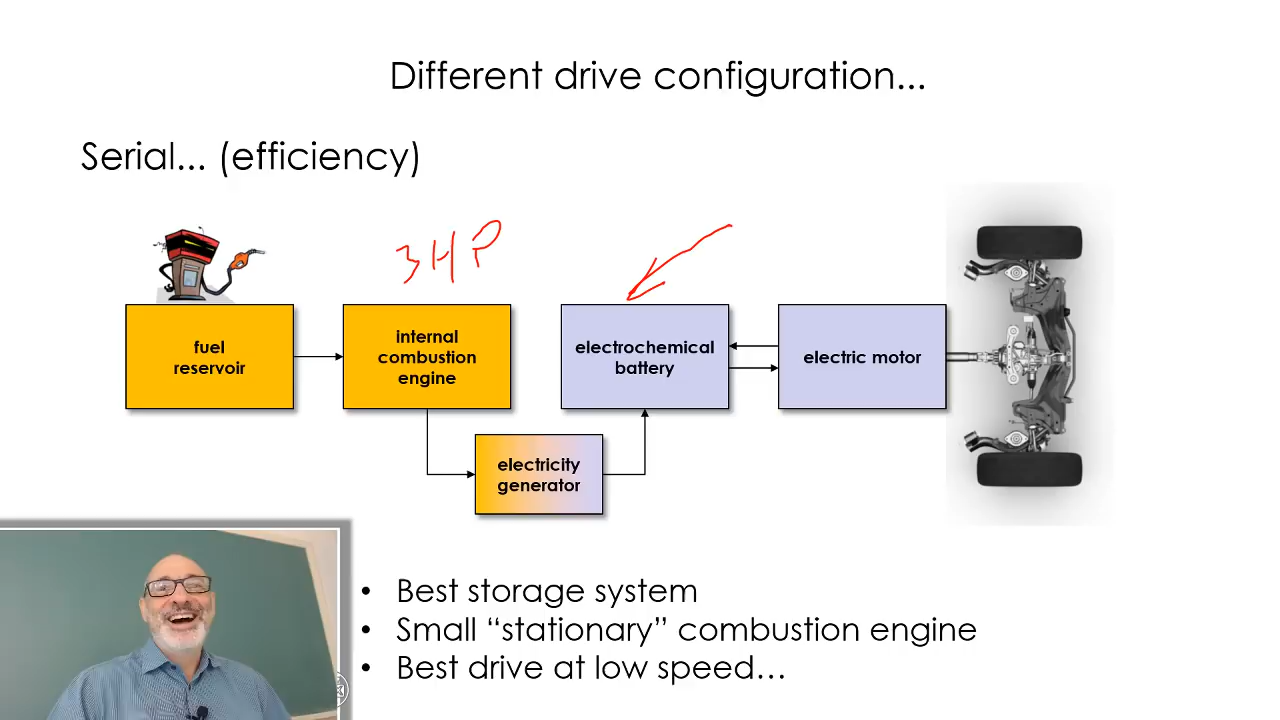 Different drive configuration...
Serial... (efficiency)
3HP
fuel
reservoir
internal
combustion
engine
electrochemical
battery
electric motor
electricity
generator
• Best storage system
• Small “stationary” combustion engine
• Best drive at low speed…